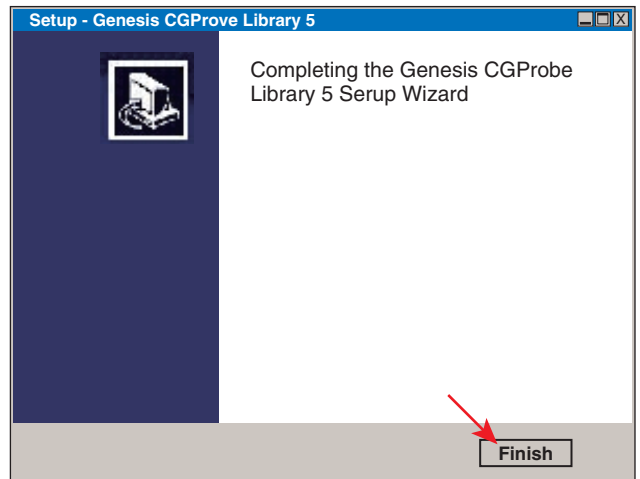 Setup - Genesis CGProve Library 5
Completing the Genesis CGProbe
Library 5 Serup Wizard
Finish